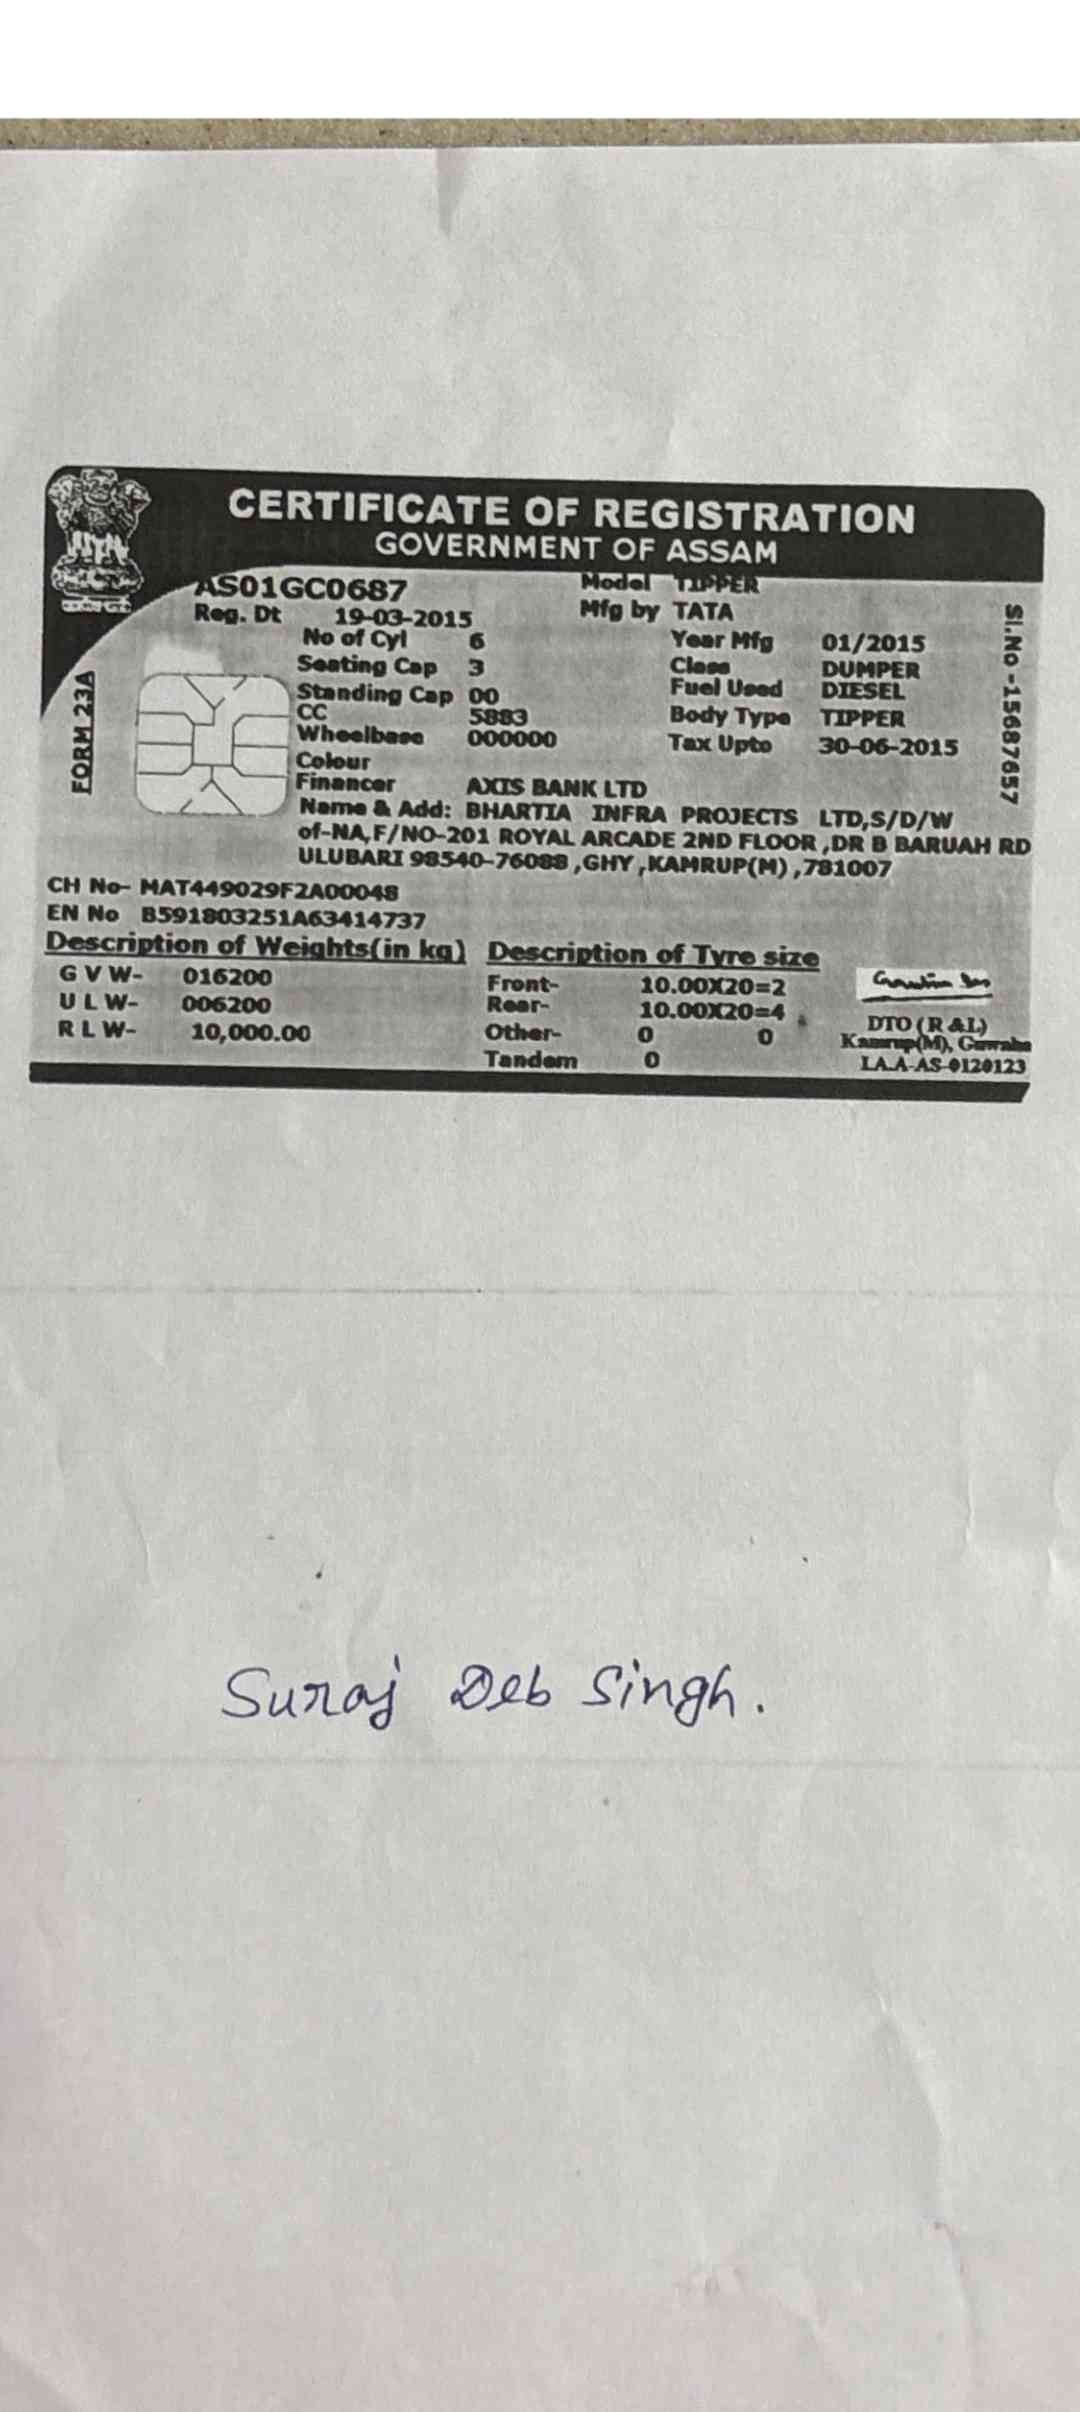 CERTIFICATE OF REGISTRATION
GOVERNMENT OF ASSAM
AS01GC0687 Model TIPPER
Reg. Dt 19-03-2015 Mfg by TATA
No of Cyl 6 Year Mfg 01/2015
Seating Cap 3 Class DUMPER
Standing Cap 00 Fuel Used DIESEL
CC 5883 Body Type TIPPER
Wheelbase 000000 Tax Upto 30-06-2015
Colour
Financer AXIS BANK LTD
Name & Add: BHARTIA INFRA PROJECTS LTD,S/D/W
of-NA,F/NO-201 ROYAL ARCADE 2ND FLOOR ,DR B BARUAH RD
ULUBARI 98540-76088 ,GHY ,KAMRUP(M) ,781007
FORM 23A
Sl.No -15687657
CH No- MAT449029F2A00048
EN No B591803251A63414737
Description of Weights(in kg) Description of Tyre size
G V W- 016200 Front- 10.00X20=2
U L W- 006200 Rear- 10.00X20=4
R L W- 10,000.00 Other- 0 0
Tandem 0
DTO (R &L)
Kamrup(M), Guwaha
LA.A-AS-0120123
Suraj Deb Singh.